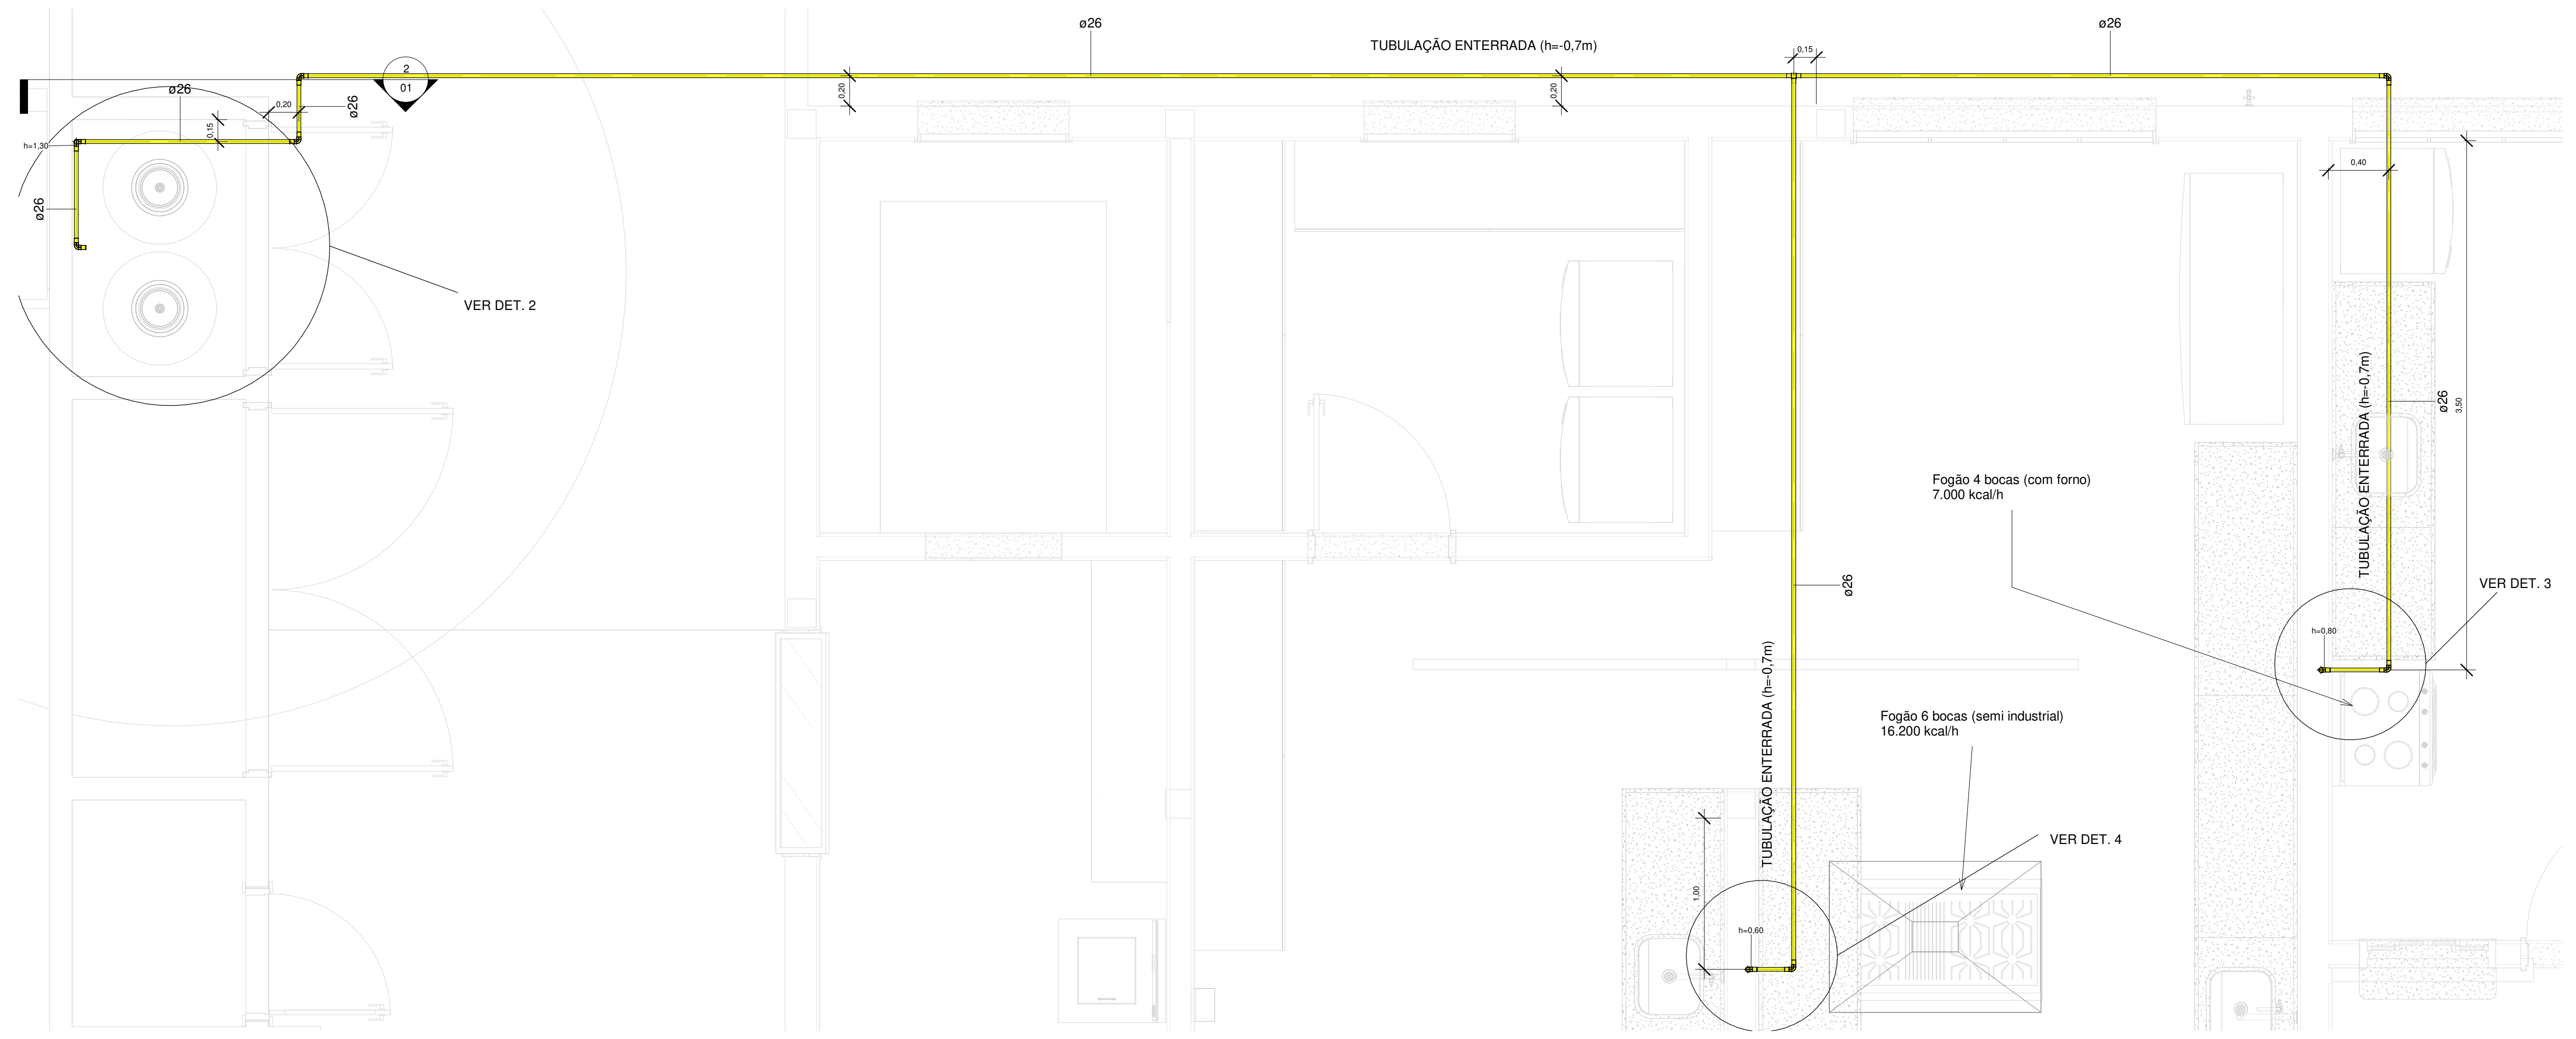 ø26
ø26
TUBULAÇÃO ENTERRADA (h=-0,7m)
0,15
2
01
ø26
0,20
ø26
0,20
0,20
0,15
h=1,30
0,40
ø26
VER DET. 2
TUBULAÇÃO ENTERRADA (h=-0,7m)
ø26
3,50
Fogão 4 bocas (com forno)
7.000 kcal/h
ø26
VER DET. 3
h=0,80
TUBULAÇÃO ENTERRADA (h=-0,7m)
Fogão 6 bocas (semi industrial)
16.200 kcal/h
VER DET. 4
1,00
h=0,60